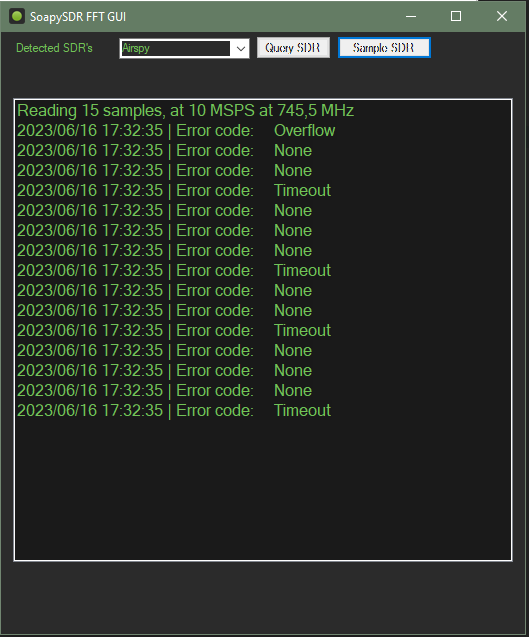 SoapySDR FFT GUI
Detected SDR's Airspy Query SDR Sample SDR
Reading 15 samples, at 10 MSPS at 745,5 MHz
2023/06/16 17:32:35 | Error code: Overflow
2023/06/16 17:32:35 | Error code: None
2023/06/16 17:32:35 | Error code: None
2023/06/16 17:32:35 | Error code: Timeout
2023/06/16 17:32:35 | Error code: None
2023/06/16 17:32:35 | Error code: None
2023/06/16 17:32:35 | Error code: None
2023/06/16 17:32:35 | Error code: Timeout
2023/06/16 17:32:35 | Error code: None
2023/06/16 17:32:35 | Error code: None
2023/06/16 17:32:35 | Error code: Timeout
2023/06/16 17:32:35 | Error code: None
2023/06/16 17:32:35 | Error code: None
2023/06/16 17:32:35 | Error code: None
2023/06/16 17:32:35 | Error code: Timeout